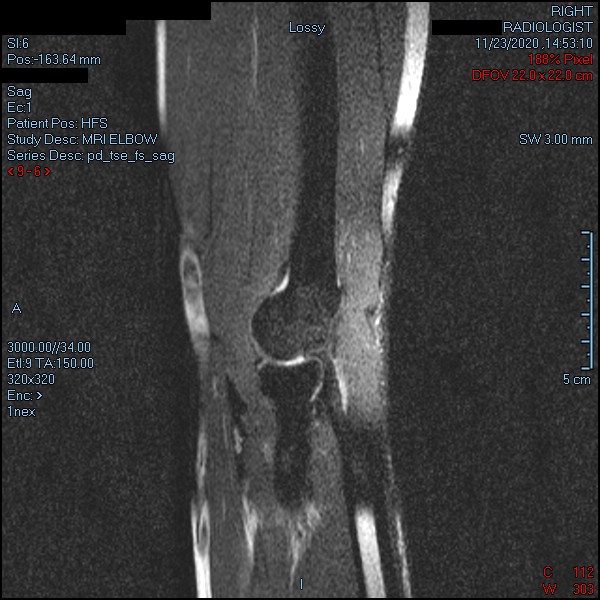 RIGHT
Lossy
RADIOLOGIST
SI:6
11/23/2020 ,14:53:10
Pos:-163.64 mm
188% Pixel
DFOV 22.0 x 22.0 cm
Sag
Ec:1
Patient Pos: HFS
Study Desc: MRI ELBOW
SW 3.00 mm
Series Desc: pd_tse_fs_sag
< 9 - 6 >
A
3000.00//34.00
Etl:9 TA:150.00
320x320
5 cm
Enc: >
1nex
C 112
I
W 303